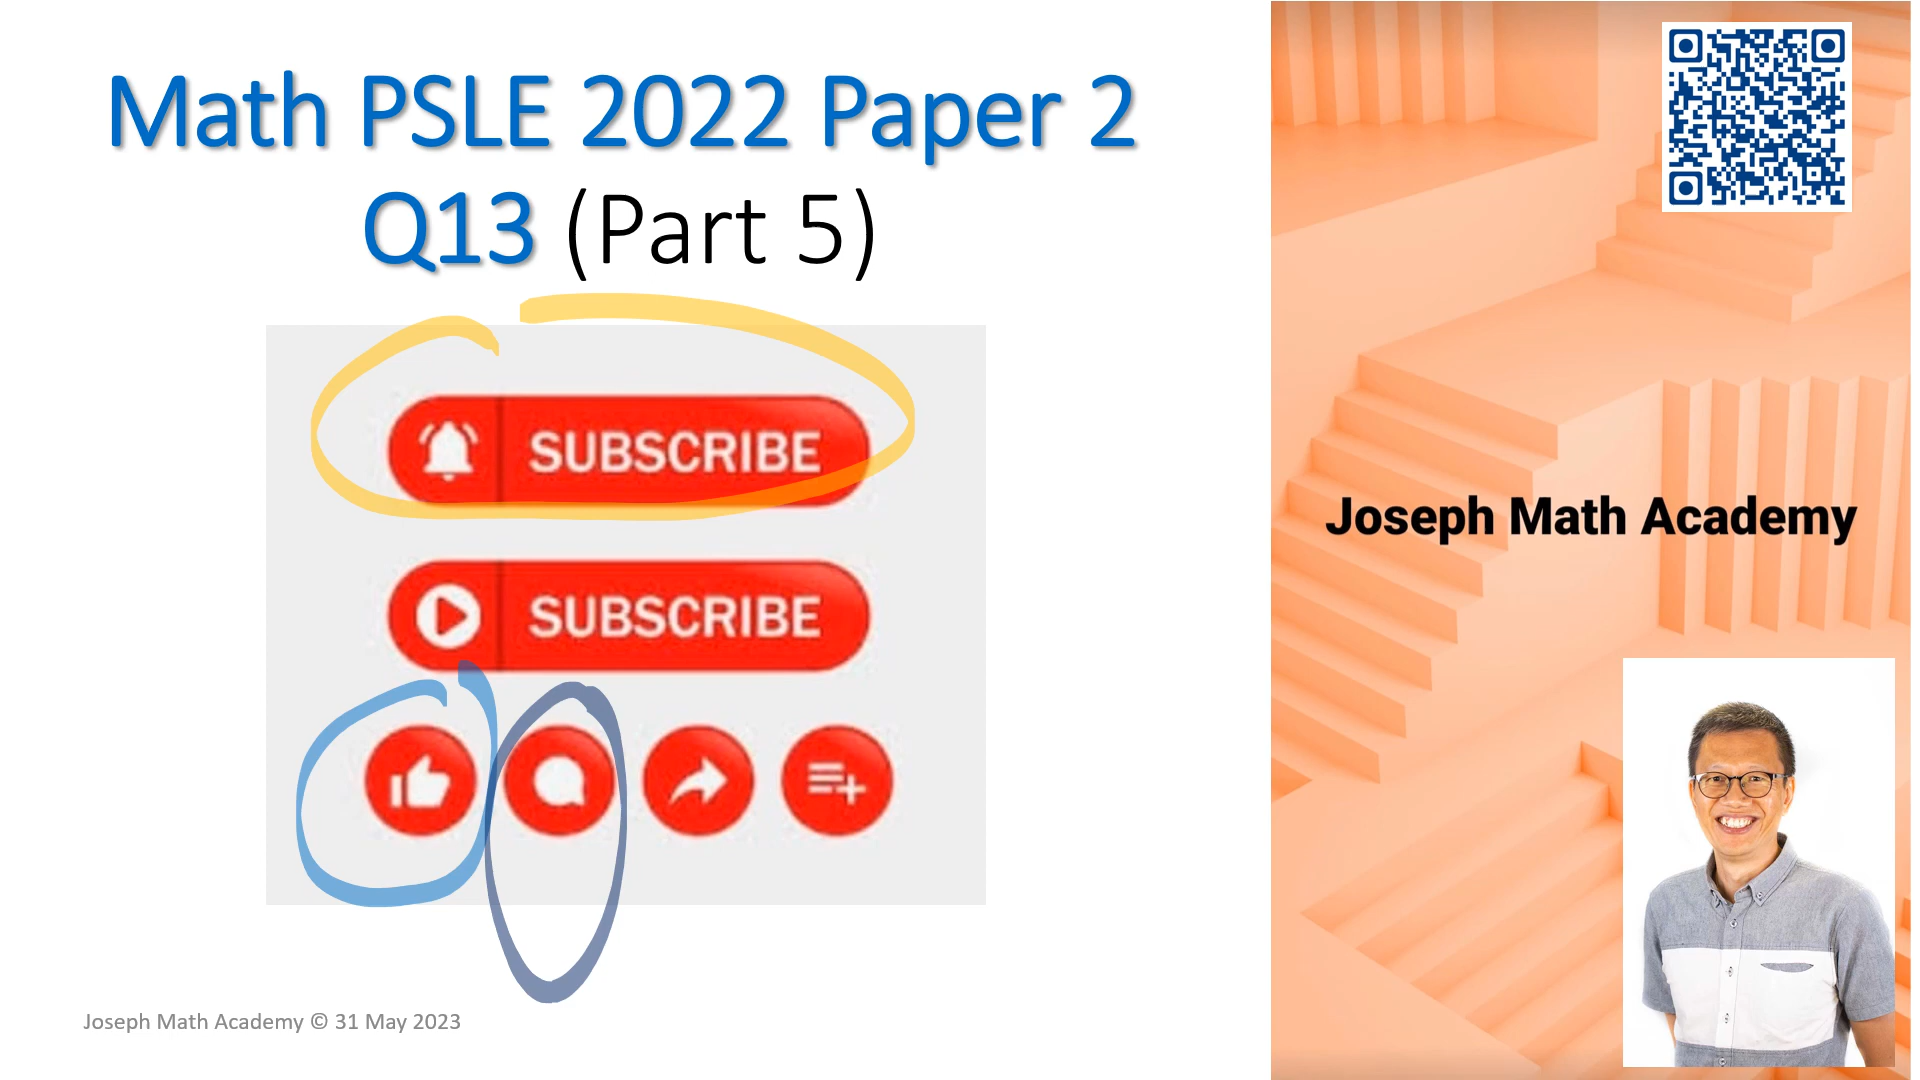 Math PSLE 2022 Paper 2
Q13 (Part 5)
SUBSCRIBE
SUBSCRIBE
Joseph Math Academy
Joseph Math Academy © 31 May 2023